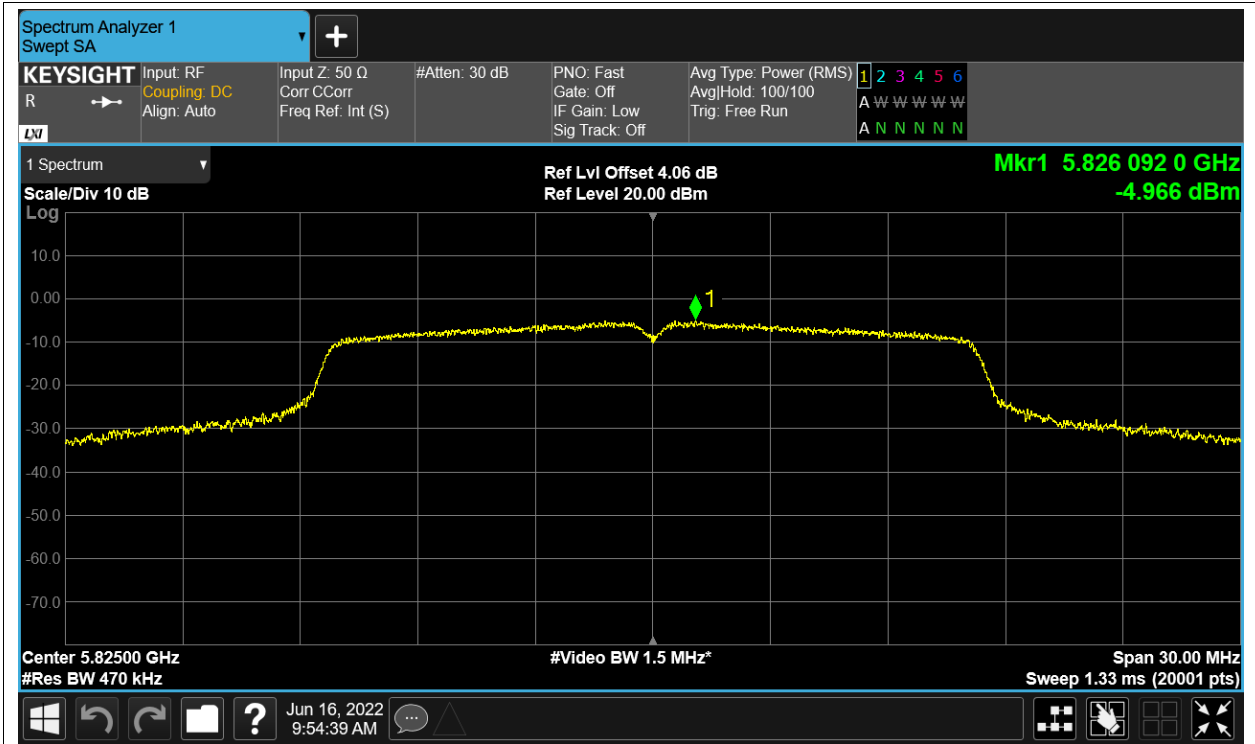 Spectrum Analyzer 1
Swept SA
+
KEYSIGHT
R
LXI
Input: RF
Coupling: DC
Align: Auto
Input Z: 50 Ω
Corr CCorr
Freq Ref: Int (S)
#Atten: 30 dB
PNO: Fast
Gate: Off
IF Gain: Low
Sig Track: Off
Avg Type: Power (RMS)
Avg|Hold: 100/100
Trig: Free Run
1 2 3 4 5 6
A W W W W W
A N N N N N
1 Spectrum
Scale/Div 10 dB
Log
Ref Lvl Offset 4.06 dB
Ref Level 20.00 dBm
Mkr1 5.826 092 0 GHz
-4.966 dBm
10.0
0.00
1
-10.0
-20.0
-30.0
-40.0
-50.0
-60.0
-70.0
Center 5.82500 GHz
#Res BW 470 kHz
#Video BW 1.5 MHz*
Span 30.00 MHz
Sweep 1.33 ms (20001 pts)
?
Jun 16, 2022
9:54:39 AM